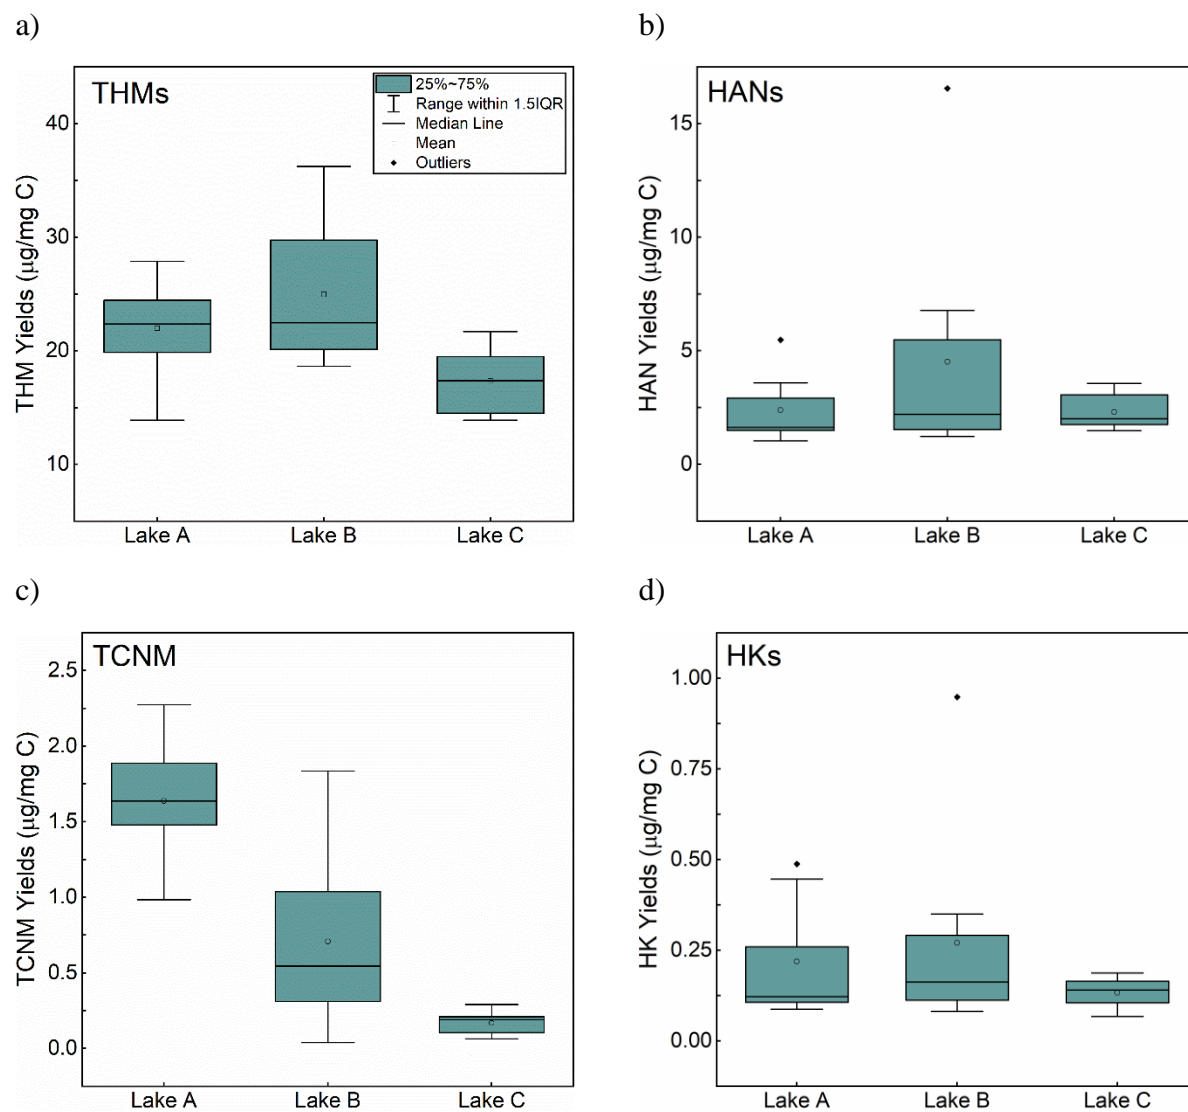 a)
THMs
25%~75%
Range within 1.5IQR
Median Line
Mean
Outliers
THM Yields (μg/mg C)
40
30
20
10
Lake A Lake B Lake C
b)
HANs
HAN Yields (μg/mg C)
15
10
5
0
Lake A Lake B Lake C
c)
TCNM
TCNM Yields (μg/mg C)
2.5
2.0
1.5
1.0
0.5
0.0
Lake A Lake B Lake C
d)
HKs
HK Yields (μg/mg C)
1.00
0.75
0.50
0.25
0.00
Lake A Lake B Lake C